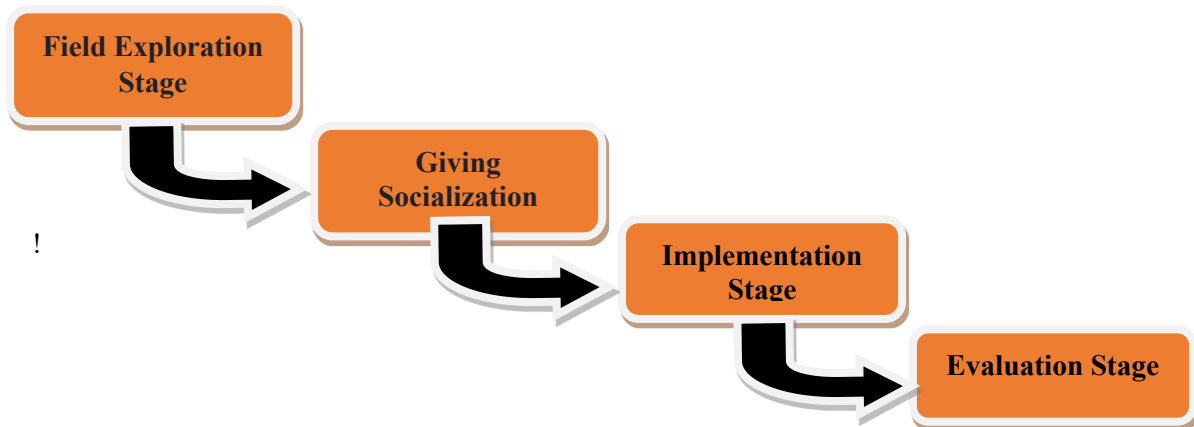 Field Exploration
Stage
Giving
Socialization
!
Implementation
Stage
Evaluation Stage